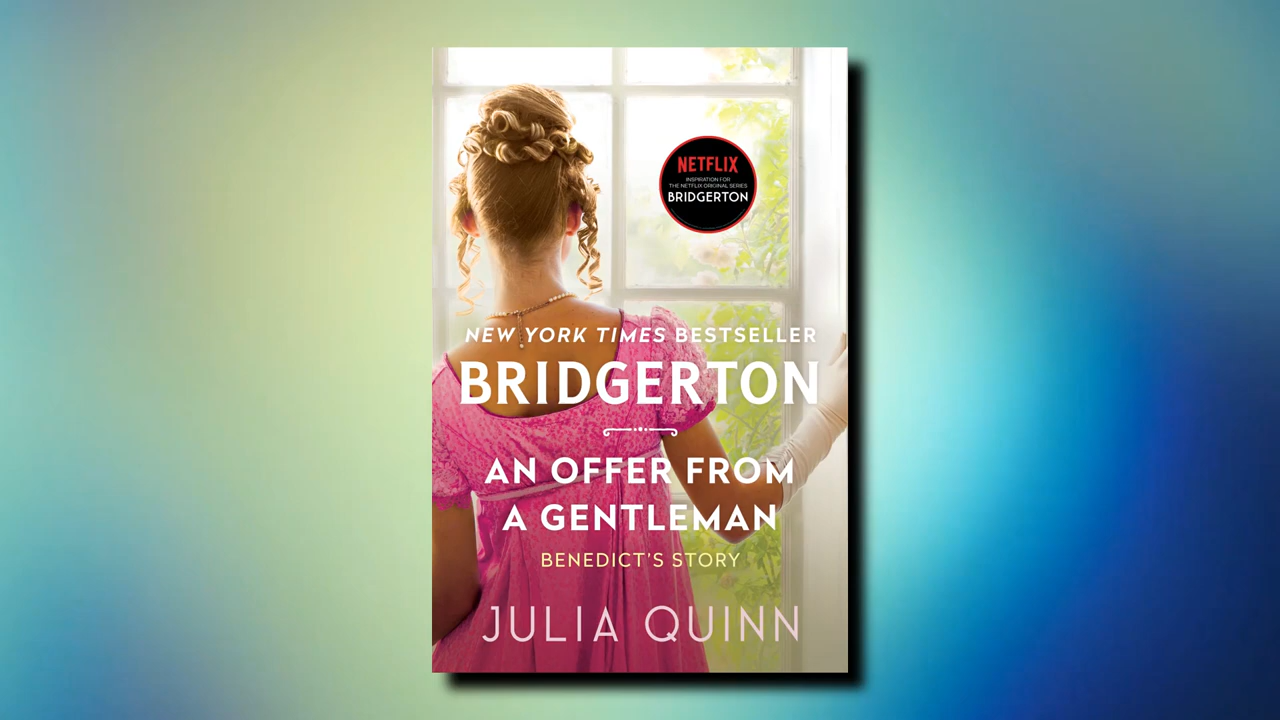 NETFLIX
INSPIRATION FOR
THE NETFLIX ORIGINAL SERIES
BRIDGERTON
NEW YORK TIMES BESTSELLER
BRIDGERTON
AN OFFER FROM
A GENTLEMAN
BENEDICT'S STORY
JULIA QUINN